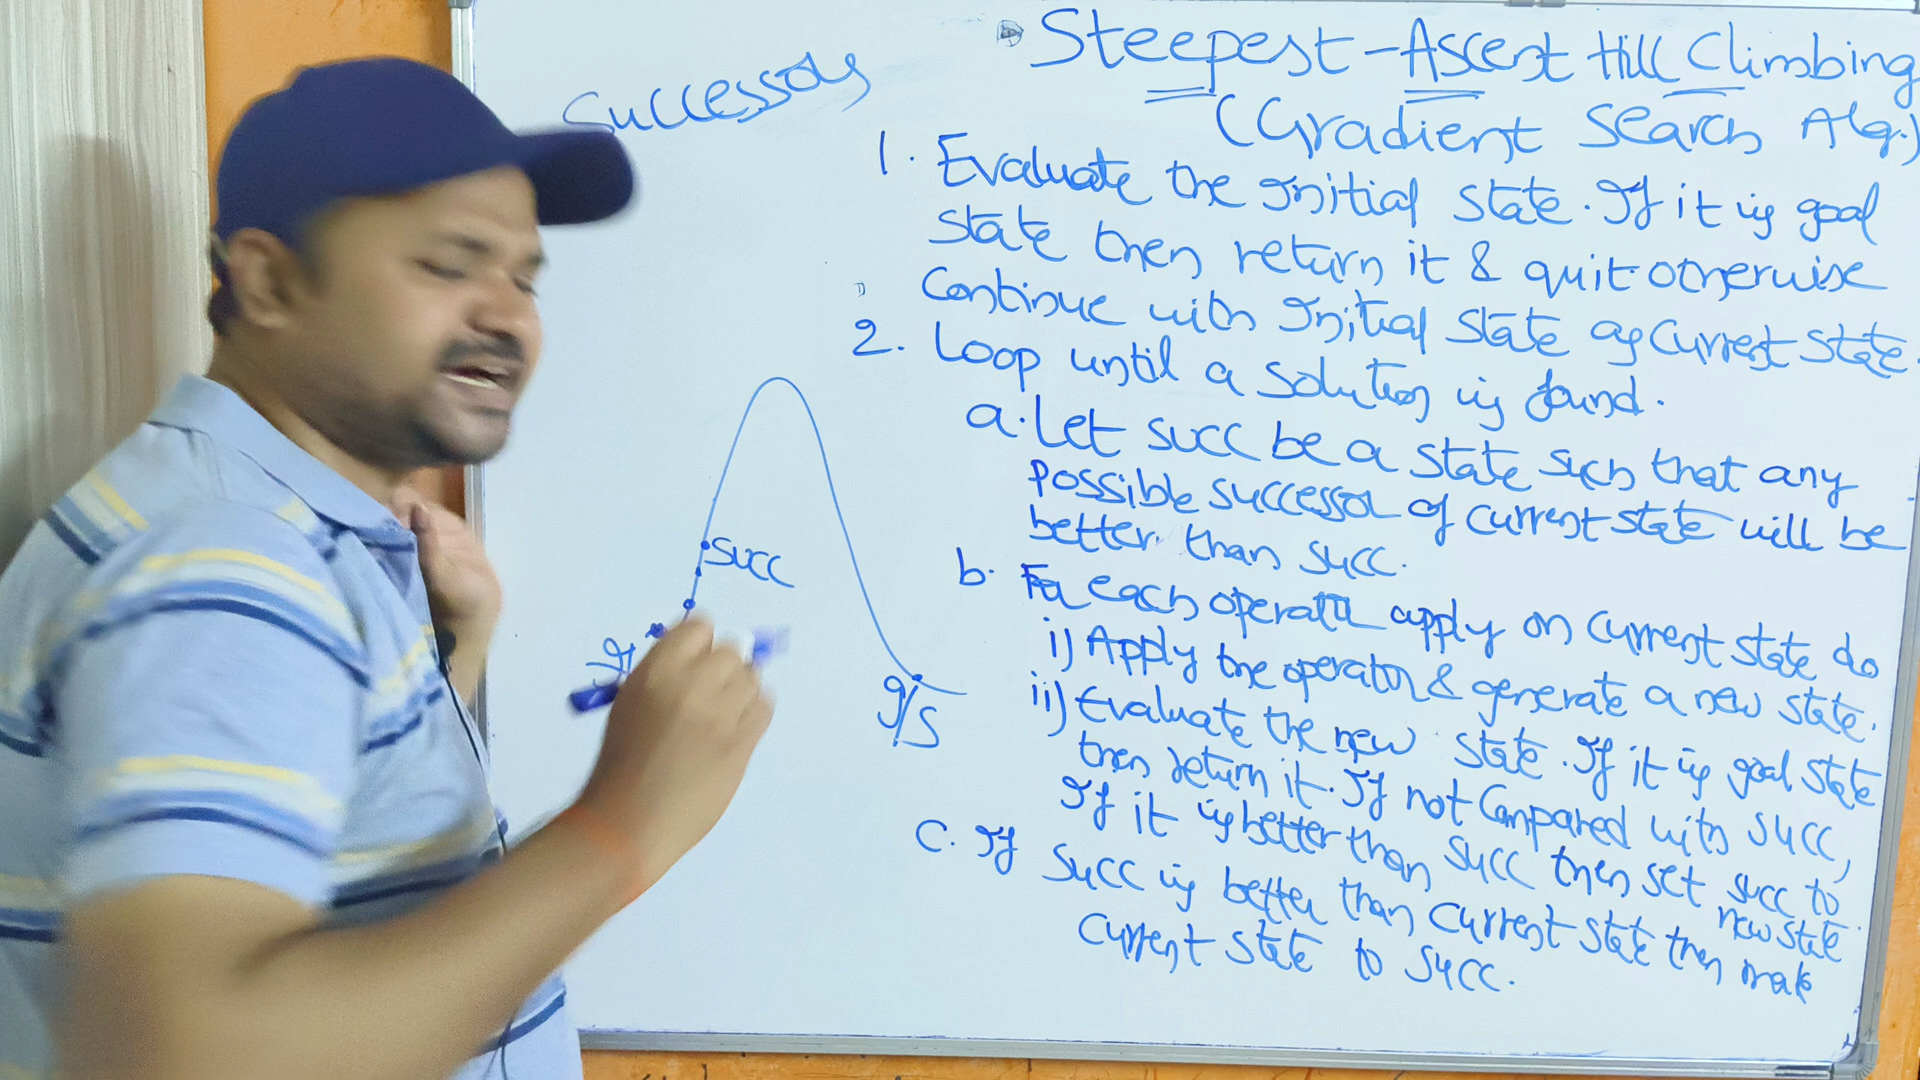 Successors
Steepest-Ascent Hill Climbing
(Gradient Search Alg.)
1. Evaluate the Initial State. If it is goal
state then return it & quit otherwise
Continue with Initial State as Current State.
2. Loop until a Solution is found.
a. Let succ be a state such that any
possible successor of current state will be
better than succ.
b. For each operator apply on current state do
i) Apply the operator & generate a new state.
ii) Evaluate the new state. If it is goal state
then return it. If not Compared with succ,
If it is better than succ then set succ to
new state
c. If succ is better than current state then make
current state to succ.
succ
g/s